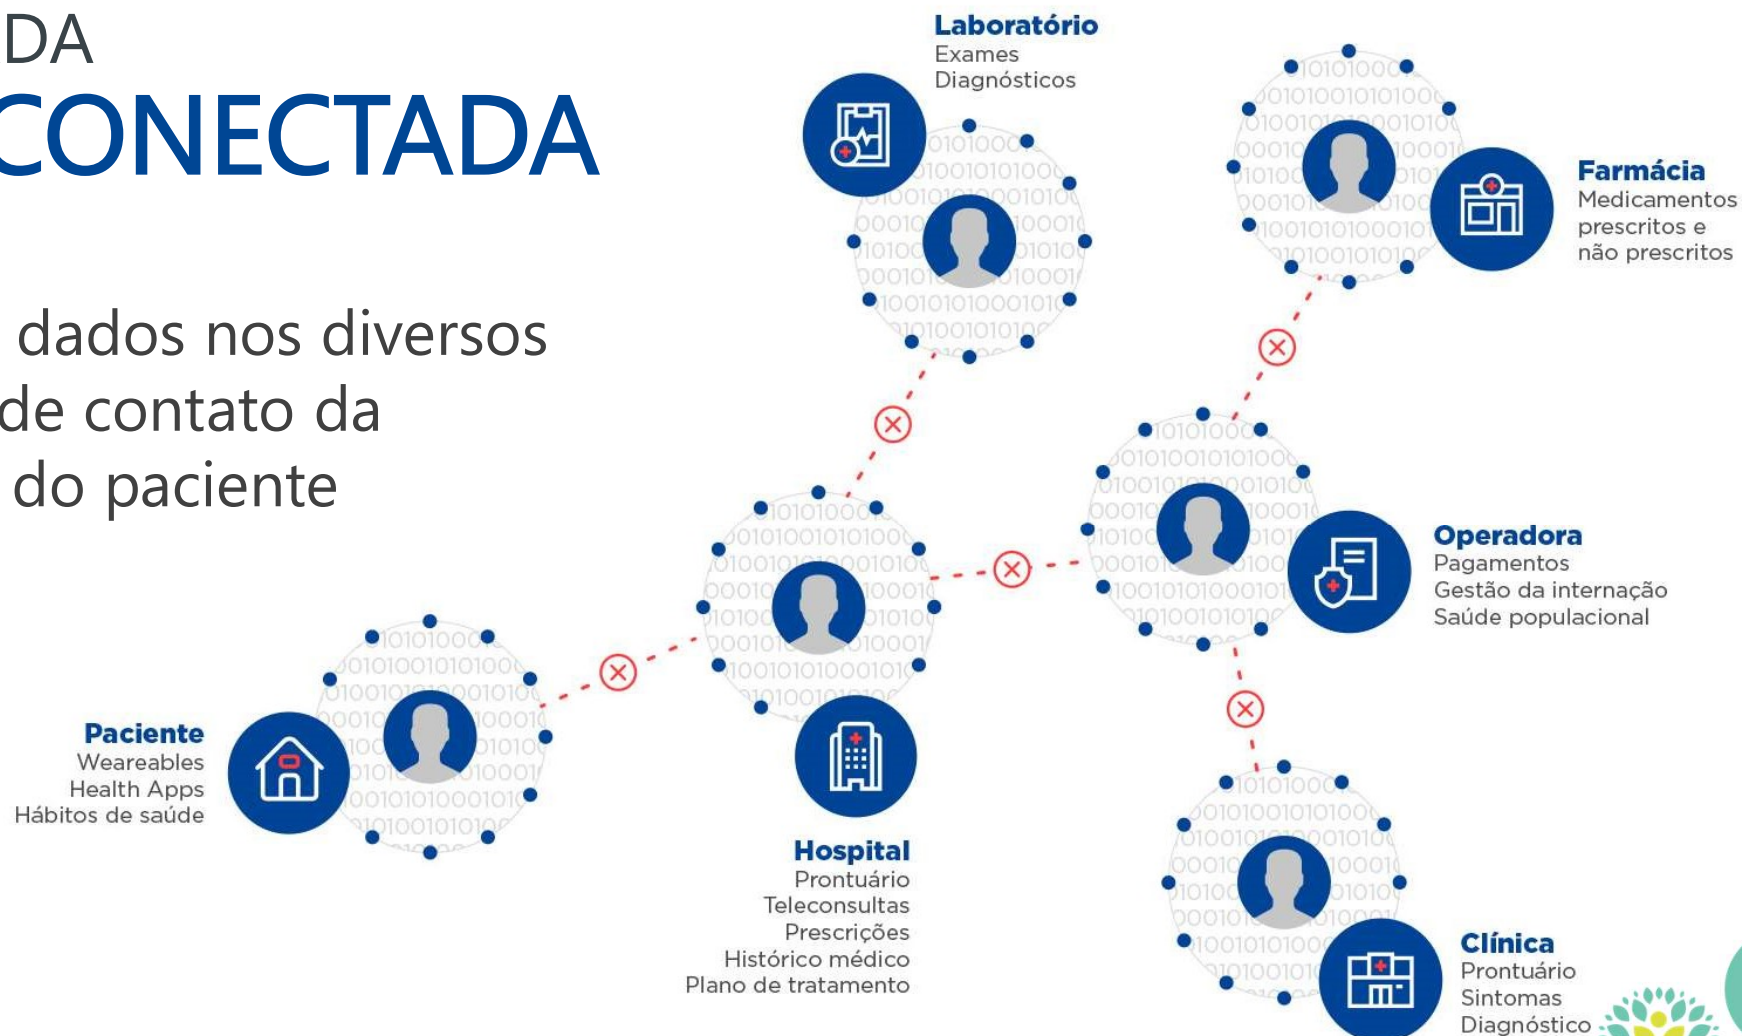 DA
CONECTADA
dados nos diversos
de contato da
do paciente
Laboratório
Exames
Diagnósticos
Farmácia
Medicamentos
prescritos e
não prescritos
Operadora
Pagamentos
Gestão da internação
Saúde populacional
Paciente
Weareables
Health Apps
Hábitos de saúde
Hospital
Prontuário
Teleconsultas
Prescrições
Histórico médico
Plano de tratamento
Clínica
Prontuário
Sintomas
Diagnóstico